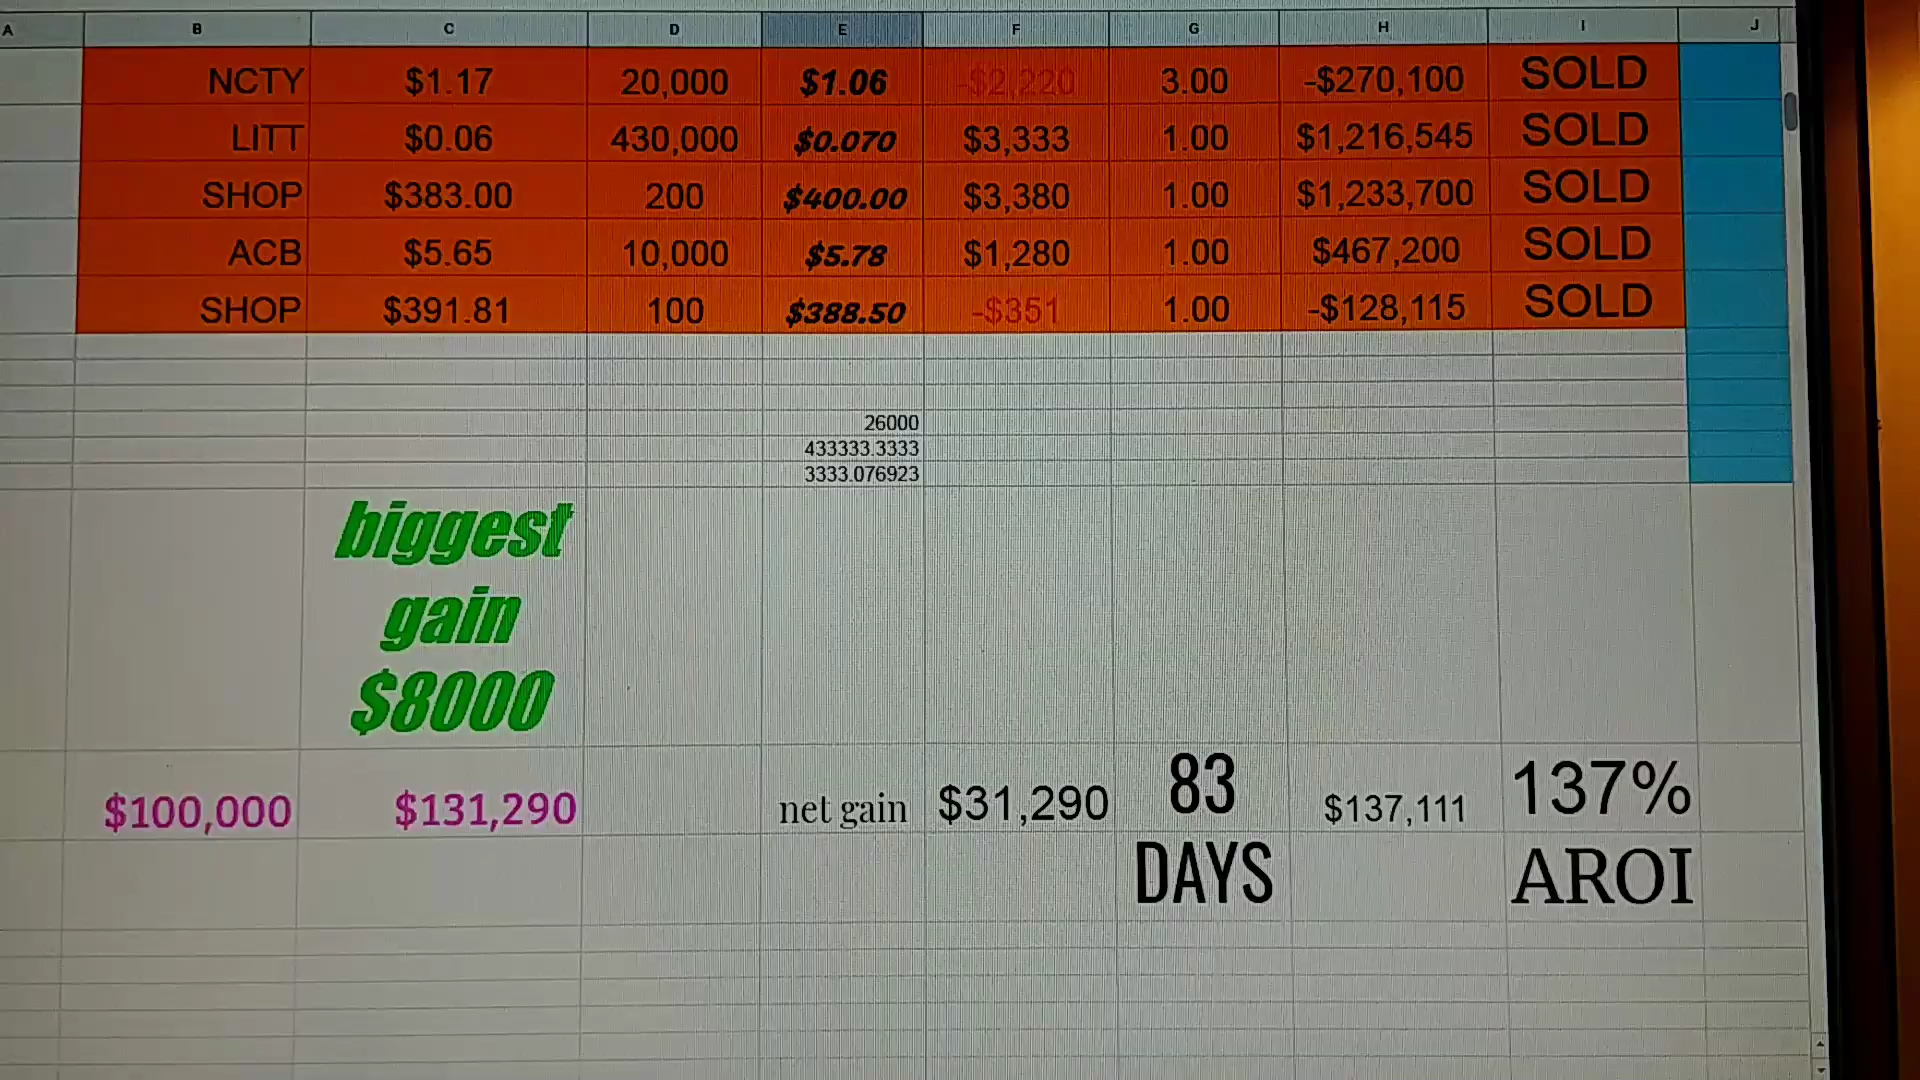 A B C D E F G H I J
NCTY $1.17 20,000 $1.06 -$2,220 3.00 -$270,100 SOLD
LITT $0.06 430,000 $0.070 $3,333 1.00 $1,216,545 SOLD
SHOP $383.00 200 $400.00 $3,380 1.00 $1,233,700 SOLD
ACB $5.65 10,000 $5.78 $1,280 1.00 $467,200 SOLD
SHOP $391.81 100 $388.50 -$351 1.00 -$128,115 SOLD
26000
433333.3333
3333.076923
biggest
gain
$8000
$100,000 $131,290 net gain $31,290 83 $137,111 137%
DAYS AROI